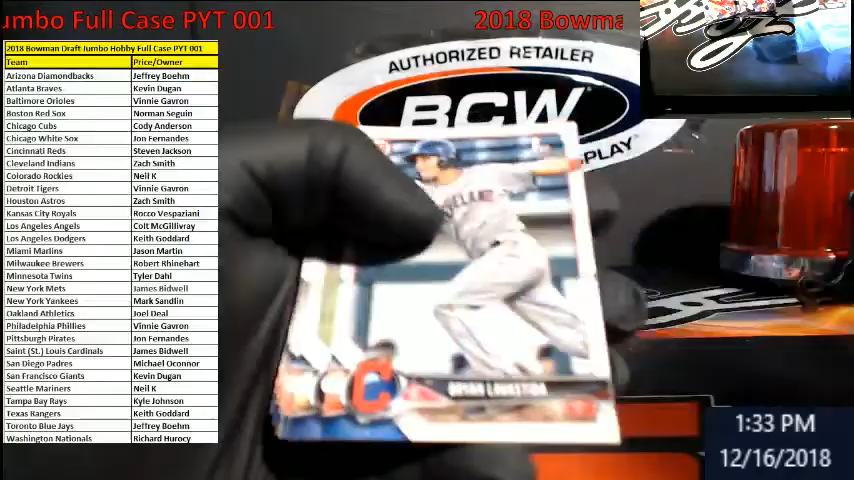 umbo Full Case PYT 001
2018 Bowma
2018 Bowman Draft Jumbo Hobby Full Case PYT 001
Team Price/Owner
Arizona Diamondbacks Jeffrey Boehm
Atlanta Braves Kevin Dugan
Baltimore Orioles Vinnie Gavron
Boston Red Sox Norman Seguin
Chicago Cubs Cody Anderson
Chicago White Sox Jon Fernandes
Cincinnati Reds Steven Jackson
Cleveland Indians Zach Smith
Colorado Rockies Neil K
Detroit Tigers Vinnie Gavron
Houston Astros Zach Smith
Kansas City Royals Rocco Vespaziani
Los Angeles Angels Colt McGillivray
Los Angeles Dodgers Keith Goddard
Miami Marlins Jason Martin
Milwaukee Brewers Robert Rhinehart
Minnesota Twins Tyler Dahl
New York Mets James Bidwell
New York Yankees Mark Sandlin
Oakland Athletics Joel Deal
Philadelphia Phillies Vinnie Gavron
Pittsburgh Pirates Jon Fernandes
Saint (St.) Louis Cardinals James Bidwell
San Diego Padres Michael Oconnor
San Francisco Giants Kevin Dugan
Seattle Mariners Neil K
Tampa Bay Rays Kyle Johnson
Texas Rangers Keith Goddard
Toronto Blue Jays Jeffrey Boehm
Washington Nationals Richard Hurocy
AUTHORIZED RETAILER
BCW
PLAY
C
1:33 PM
12/16/2018